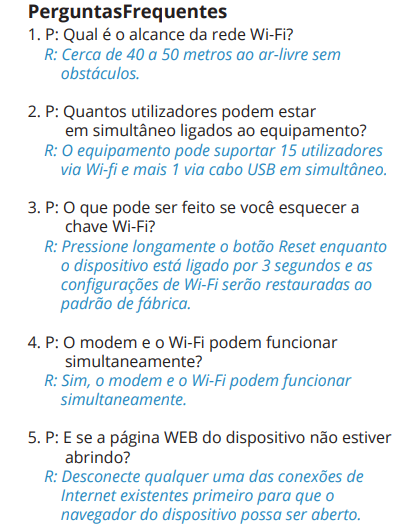 PerguntasFrequentes
1. P: Qual é o alcance da rede Wi-Fi?
R: Cerca de 40 a 50 metros ao ar-livre sem
obstáculos.
2. P: Quantos utilizadores podem estar
em simultâneo ligados ao equipamento?
R: O equipamento pode suportar 15 utilizadores
via Wi-fi e mais 1 via cabo USB em simultâneo.
3. P: O que pode ser feito se você esquecer a
chave Wi-Fi?
R: Pressione longamente o botão Reset enquanto
o dispositivo está ligado por 3 segundos e as
configurações de Wi-Fi serão restauradas ao
padrão de fábrica.
4. P: O modem e o Wi-Fi podem funcionar
simultaneamente?
R: Sim, o modem e o Wi-Fi podem funcionar
simultaneamente.
5. P: E se a página WEB do dispositivo não estiver
abrindo?
R: Desconecte qualquer uma das conexões de
Internet existentes primeiro para que o
navegador do dispositivo possa ser aberto.